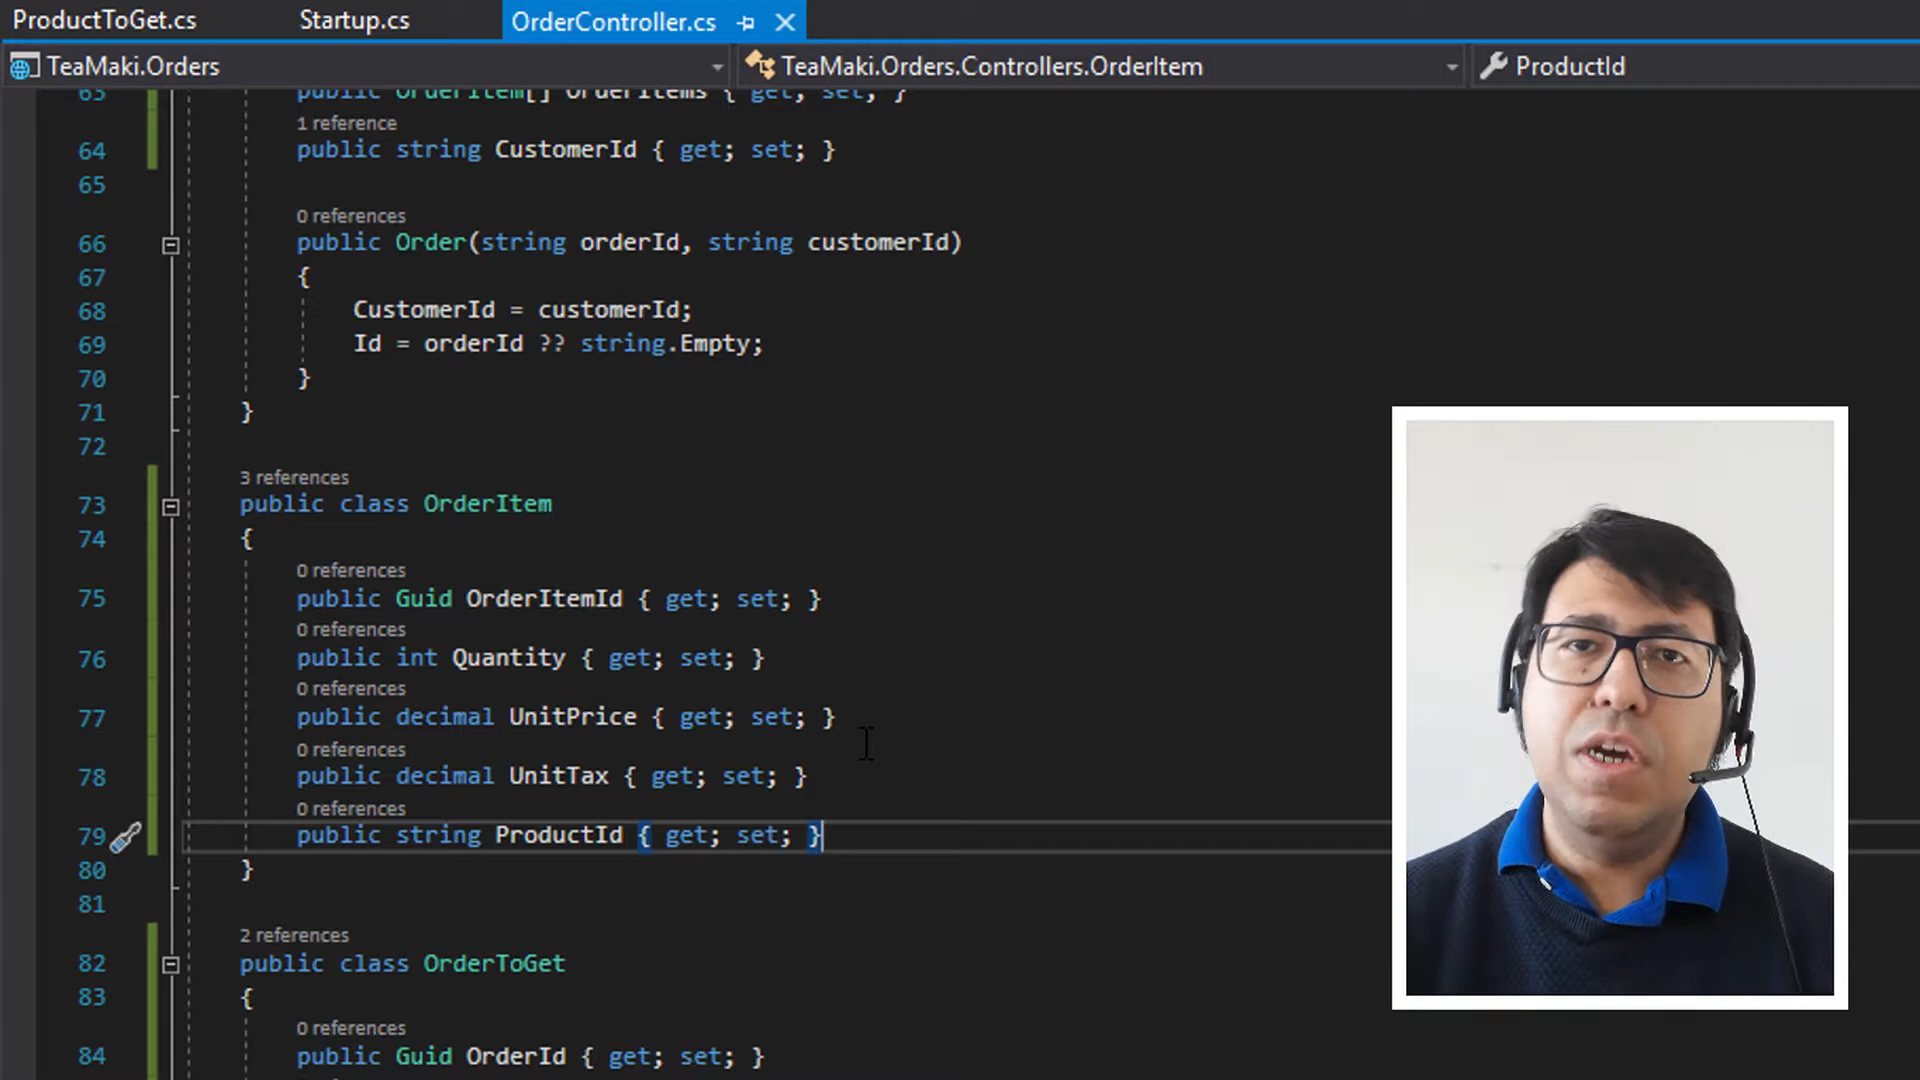 ProductToGet.cs Startup.cs OrderController.cs
TeaMaki.Orders TeaMaki.Orders.Controllers.OrderItem ProductId
63 public OrderItem[] OrderItems { get; set; }
1 reference
64 public string CustomerId { get; set; }
65
0 references
66 public Order(string orderId, string customerId)
67 {
68 CustomerId = customerId;
69 Id = orderId ?? string.Empty;
70 }
71 }
72
3 references
73 public class OrderItem
74 {
0 references
75 public Guid OrderItemId { get; set; }
0 references
76 public int Quantity { get; set; }
0 references
77 public decimal UnitPrice { get; set; }
0 references
78 public decimal UnitTax { get; set; }
0 references
79 public string ProductId { get; set; }
80 }
81
2 references
82 public class OrderToGet
83 {
0 references
84 public Guid OrderId { get; set; }